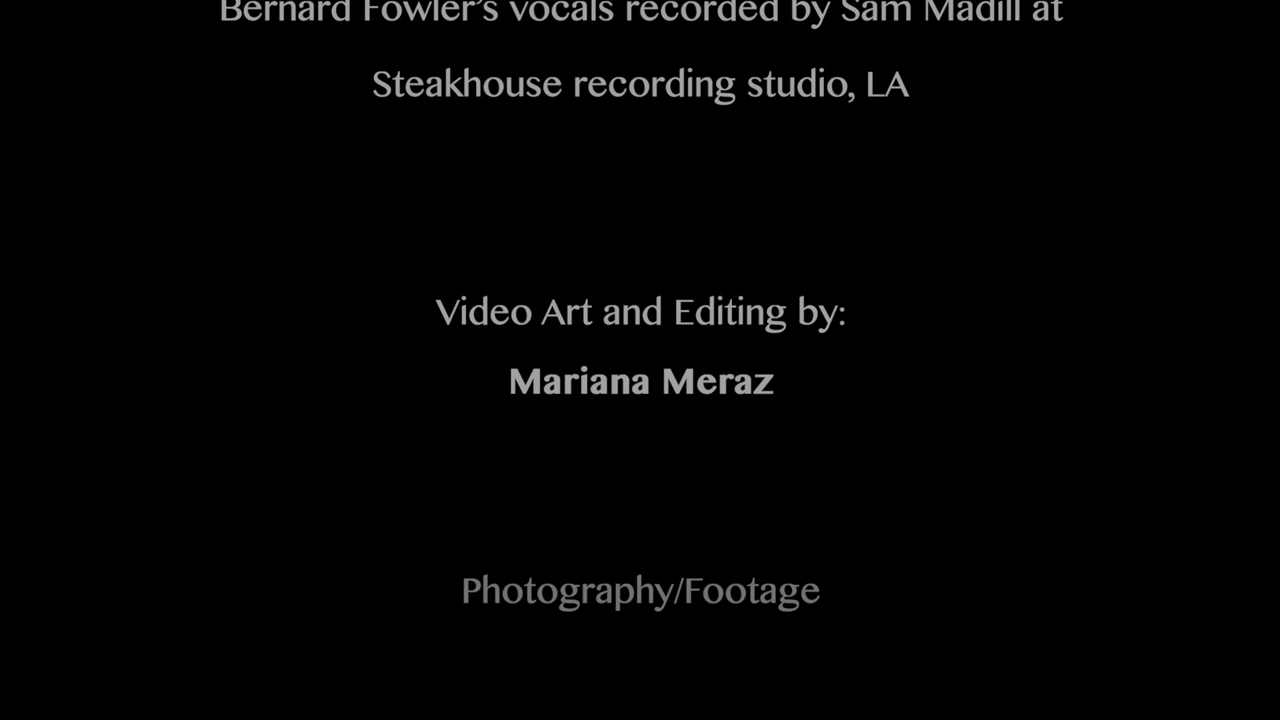 Bernard Fowler's vocals recorded by Sam Madill at
Steakhouse recording studio, LA
Video Art and Editing by:
Mariana Meraz
Photography/Footage